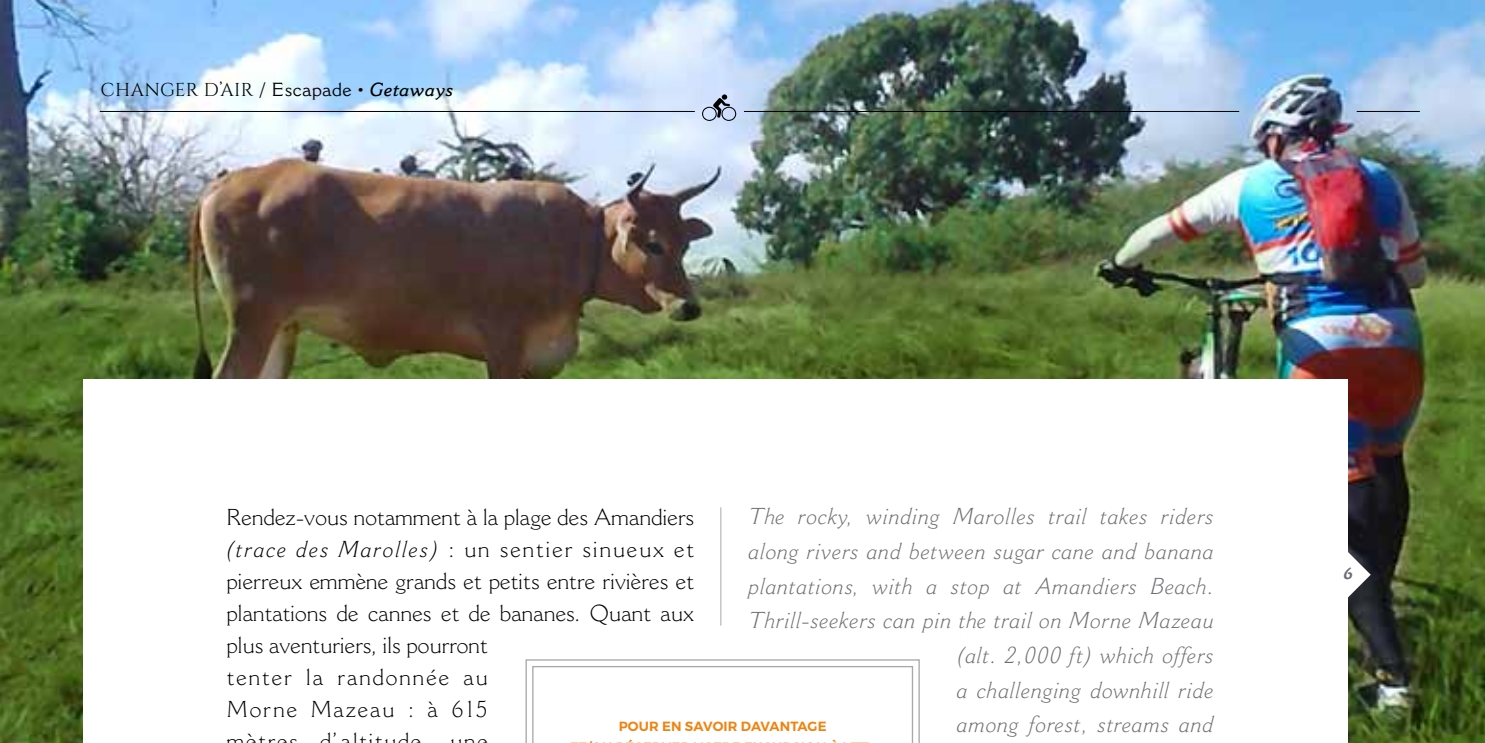 CHANGER D'AIR / Escapade • Getaways
Rendez-vous notamment à la plage des Amandiers
(trace des Marolles) : un sentier sinueux et
pierreux emmène grands et petits entre rivières et
plantations de cannes et de bananes. Quant aux
plus aventuriers, ils pourront
tenter la randonnée au
Morne Mazeau : à 615
mètres d'altitude, une
The rocky, winding Marolles trail takes riders
along rivers and between sugar cane and banana
plantations, with a stop at Amandiers Beach.
Thrill-seekers can pin the trail on Morne Mazeau
(alt. 2,000 ft) which offers
a challenging downhill ride
among forest, streams and
POUR EN SAVOIR DAVANTAGE
6